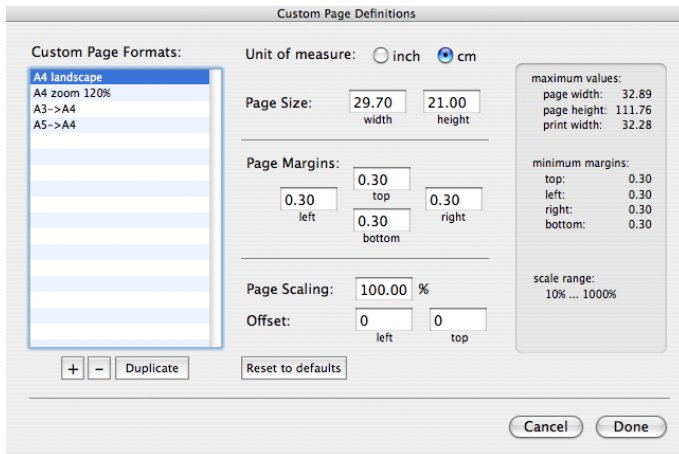 Custom Page Definitions
Custom Page Formats:
A4 landscape
A4 zoom 120%
A3->A4
A5->A4
+ - Duplicate
Unit of measure: inch cm
Page Size: 29.70 21.00
width height
Page Margins:
0.30
top
0.30 0.30
left right
0.30
bottom
Page Scaling: 100.00 %
Offset: 0 0
left top
Reset to defaults
maximum values:
page width: 32.89
page height: 111.76
print width: 32.28
minimum margins:
top: 0.30
left: 0.30
right: 0.30
bottom: 0.30
scale range:
10% ... 1000%
Cancel Done